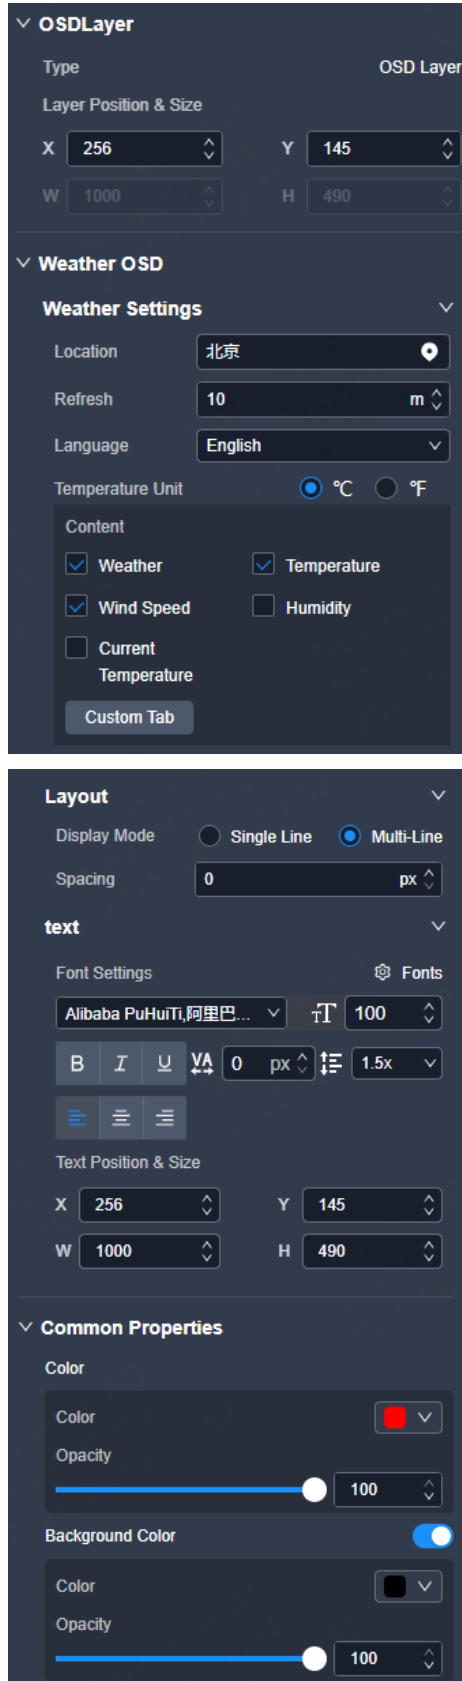 OSDLayer
Type OSD Layer
Layer Position & Size
X 256 Y 145
W 1000 H 490
Weather OSD
Weather Settings
Location 北京
Refresh 10 m
Language English
Temperature Unit ℃ ℉
Content
Weather Temperature
Wind Speed Humidity
Current
Temperature
Custom Tab
Layout
Display Mode Single Line Multi-Line
Spacing 0 px
text
Font Settings Fonts
Alibaba PuHuiTi,阿里巴... TT 100
B I U VA 0 px 1.5x
Text Position & Size
X 256 Y 145
W 1000 H 490
Common Properties
Color
Color
Opacity
100
Background Color
Color
Opacity
100